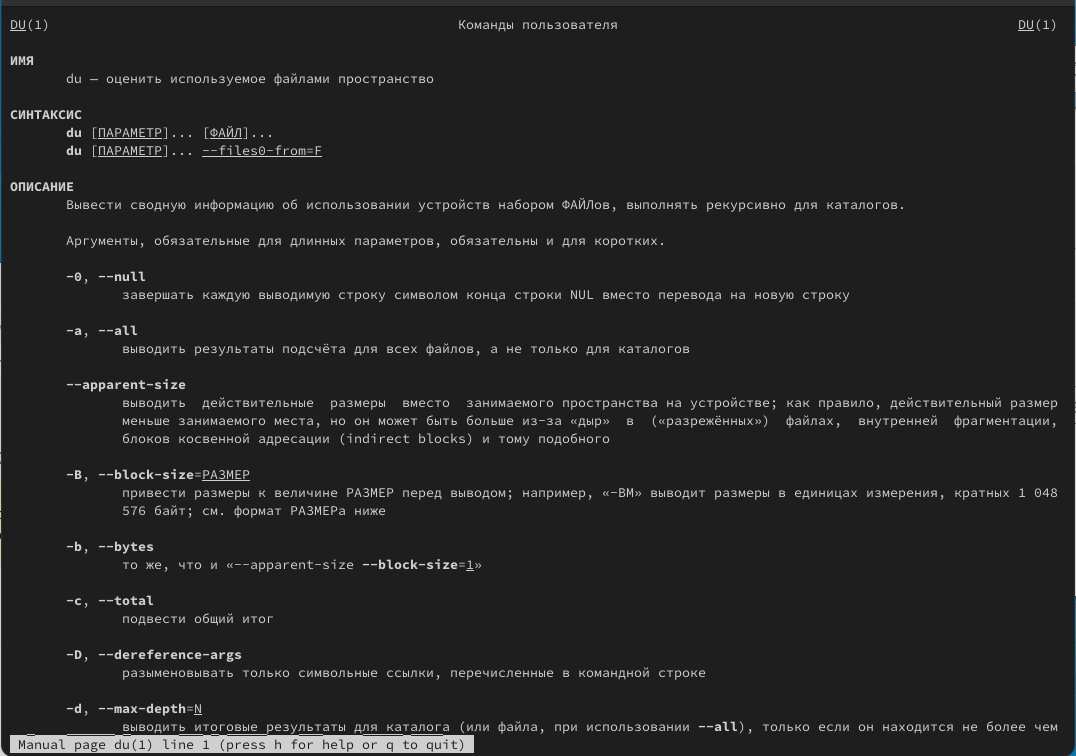 DU(1) Команды пользователя DU(1)
ИМЯ
du — оценить используемое файлами пространство
СИНТАКСИС
du [ПАРАМЕТР]... [ФАЙЛ]...
du [ПАРАМЕТР]... --files0-from=F
ОПИСАНИЕ
Вывести сводную информацию об использовании устройств набором ФАЙЛов, выполнять рекурсивно для каталогов.
Аргументы, обязательные для длинных параметров, обязательны и для коротких.
-0, --null
завершать каждую выводимую строку символом конца строки NUL вместо перевода на новую строку
-a, --all
выводить результаты подсчёта для всех файлов, а не только для каталогов
--apparent-size
выводить действительные размеры вместо занимаемого пространства на устройстве; как правило, действительный размер
меньше занимаемого места, но он может быть больше из-за «дыр» в («разрежённых») файлах, внутренней фрагментации,
блоков косвенной адресации (indirect blocks) и тому подобного
-B, --block-size=РАЗМЕР
привести размеры к величине РАЗМЕР перед выводом; например, «-BM» выводит размеры в единицах измерения, кратных 1 048
576 байт; см. формат РАЗМЕРа ниже
-b, --bytes
то же, что и «--apparent-size --block-size=1»
-c, --total
подвести общий итог
-D, --dereference-args
разыменовывать только символьные ссылки, перечисленные в командной строке
-d, --max-depth=N
выводить итоговые результаты для каталога (или файла, при использовании --all), только если он находится не более чем
Manual page du(1) line 1 (press h for help or q to quit)